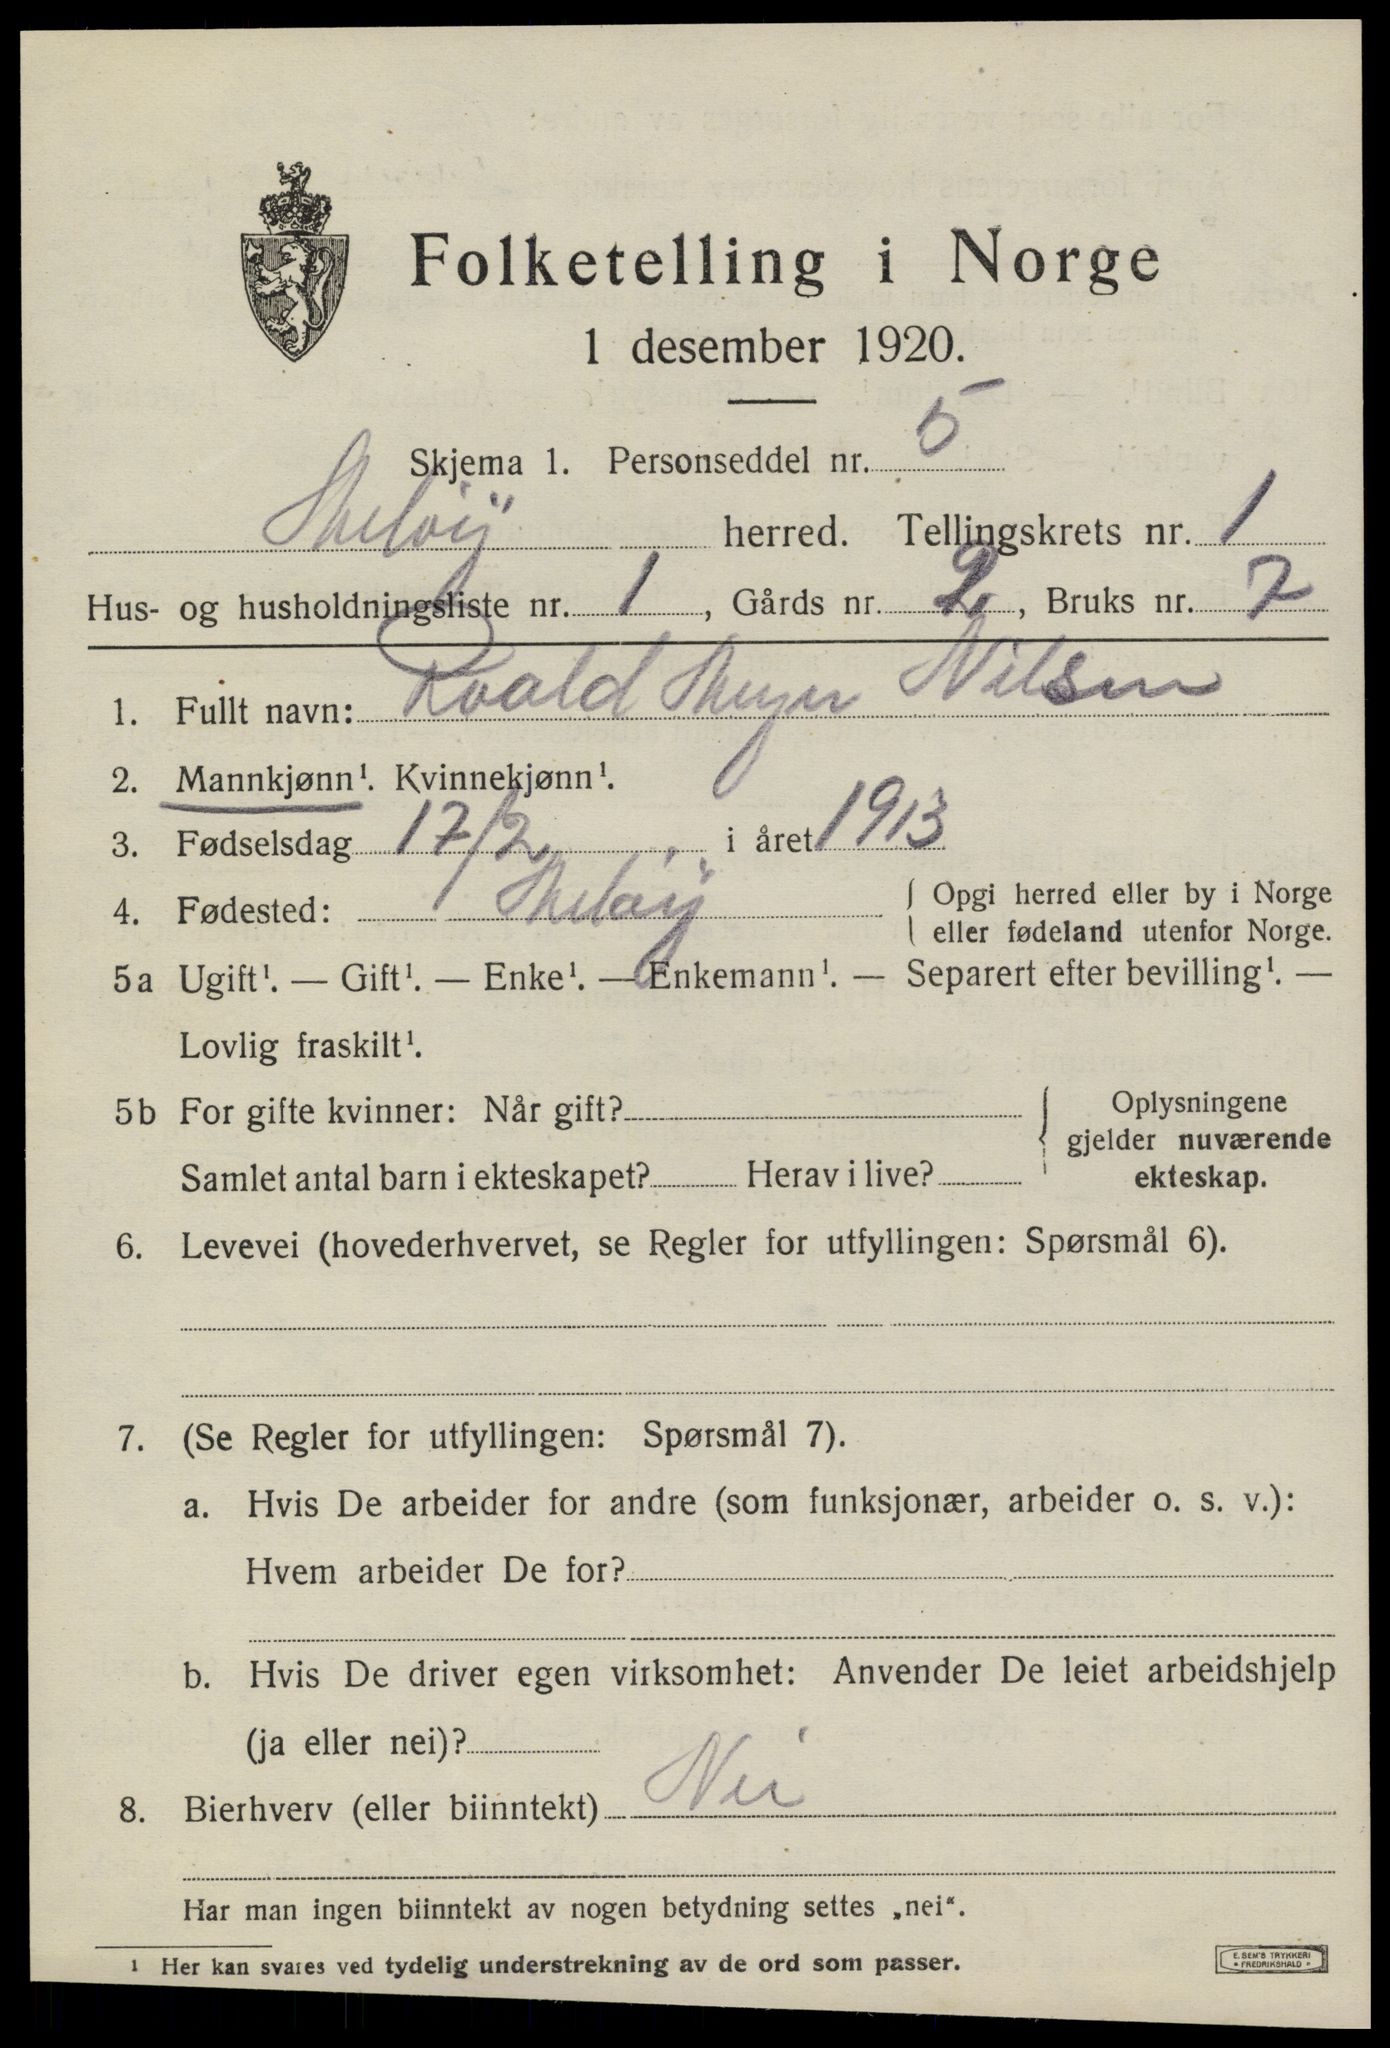 Folketelling i Norge
1 desember 1920.
Skjema 1. Personseddel nr. 5
herred. Tellingskrets nr. 1
Hus- og husholdningsliste nr. 1, Gårds nr. 2, Bruks nr. 7
1. Fullt navn: Roald Meyer Nilsen
2. Mannkjønn¹. Kvinnekjønn¹.
3. Fødselsdag 17/2 i året 1913
4. Fødested: { Opgi herred eller by i Norge
eller fødeland utenfor Norge.
5a Ugift¹. — Gift¹. — Enke¹. — Enkemann¹. — Separert efter bevilling¹. —
Lovlig fraskilt¹.
5b For gifte kvinner: Når gift? { Oplysningene
gjelder nuværende
Samlet antal barn i ekteskapet? Herav i live? ekteskap.
6. Levevei (hovederhvervet, se Regler for utfyllingen: Spørsmål 6).
7. (Se Regler for utfyllingen: Spørsmål 7).
a. Hvis De arbeider for andre (som funksjonær, arbeider o. s. v.):
Hvem arbeider De for?
b. Hvis De driver egen virksomhet: Anvender De leiet arbeidshjelp
(ja eller nei)?
8. Bierhverv (eller biinntekt) Nei
Har man ingen biinntekt av nogen betydning settes „nei“.
¹ Her kan svares ved tydelig understrekning av de ord som passer.
E. SEM'S TRYKKERI
FREDRIKSHALD